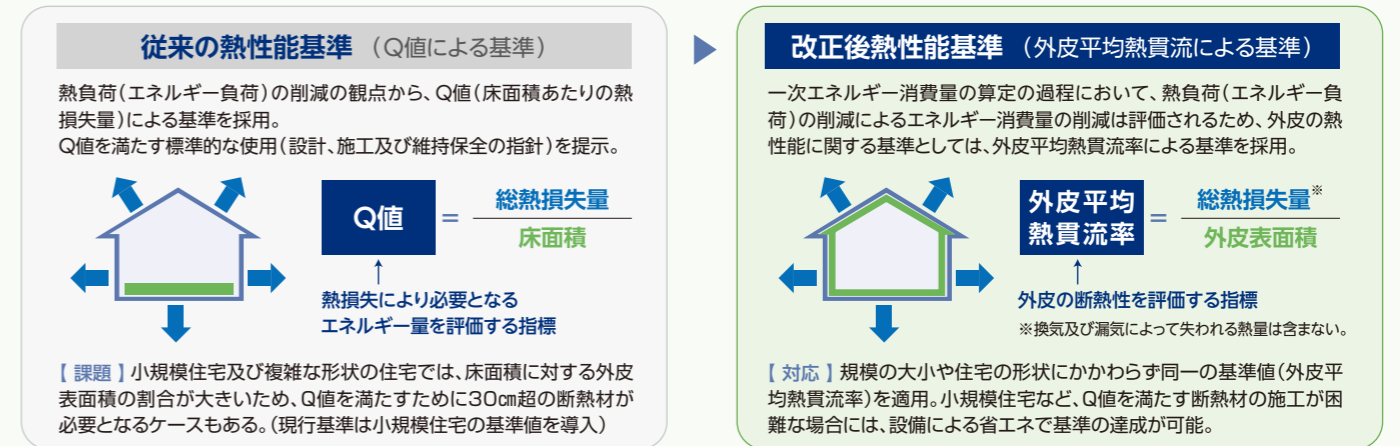 従来の熱性能基準（Q値による基準）
熱負荷（エネルギー負荷）の削減の観点から、Q値（床面積あたりの熱
損失量）による基準を採用。
Q値を満たす標準的な使用（設計、施工及び維持保全の指針）を提示。
Q値 = 総熱損失量
床面積
↑
熱損失により必要となる
エネルギー量を評価する指標
【課題】小規模住宅及び複雑な形状の住宅では、床面積に対する外皮
表面積の割合が大きいため、Q値を満たすために30㎝超の断熱材が
必要となるケースもある。（現行基準は小規模住宅の基準値を導入）
改正後熱性能基準（外皮平均熱貫流による基準）
一次エネルギー消費量の算定の過程において、熱負荷（エネルギー負
荷）の削減によるエネルギー消費量の削減は評価されるため、外皮の熱
性能に関する基準としては、外皮平均熱貫流率による基準を採用。
外皮平均
熱貫流率 = 総熱損失量※
外皮表面積
↑
外皮の断熱性を評価する指標
※換気及び漏気によって失われる熱量は含まない。
【対応】規模の大小や住宅の形状にかかわらず同一の基準値（外皮平
均熱貫流率）を適用。小規模住宅など、Q値を満たす断熱材の施工が困
難な場合には、設備による省エネで基準の達成が可能。